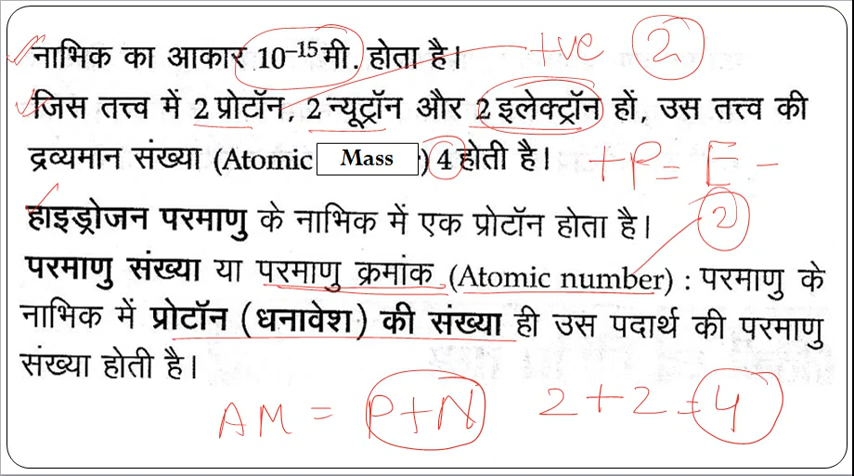 नाभिक का आकार 10⁻¹⁵मी. होता है। +ve 2
जिस तत्त्व में 2 प्रोटॉन, 2 न्यूट्रॉन और 2 इलेक्ट्रॉन हों, उस तत्त्व की
द्रव्यमान संख्या (Atomic Mass ) 4 होती है। +P = E -
हाइड्रोजन परमाणु के नाभिक में एक प्रोटॉन होता है। 2
परमाणु संख्या या परमाणु क्रमांक (Atomic number) : परमाणु के
नाभिक में प्रोटॉन (धनावेश) की संख्या ही उस पदार्थ की परमाणु
संख्या होती है।
AM = P+N 2+2=4